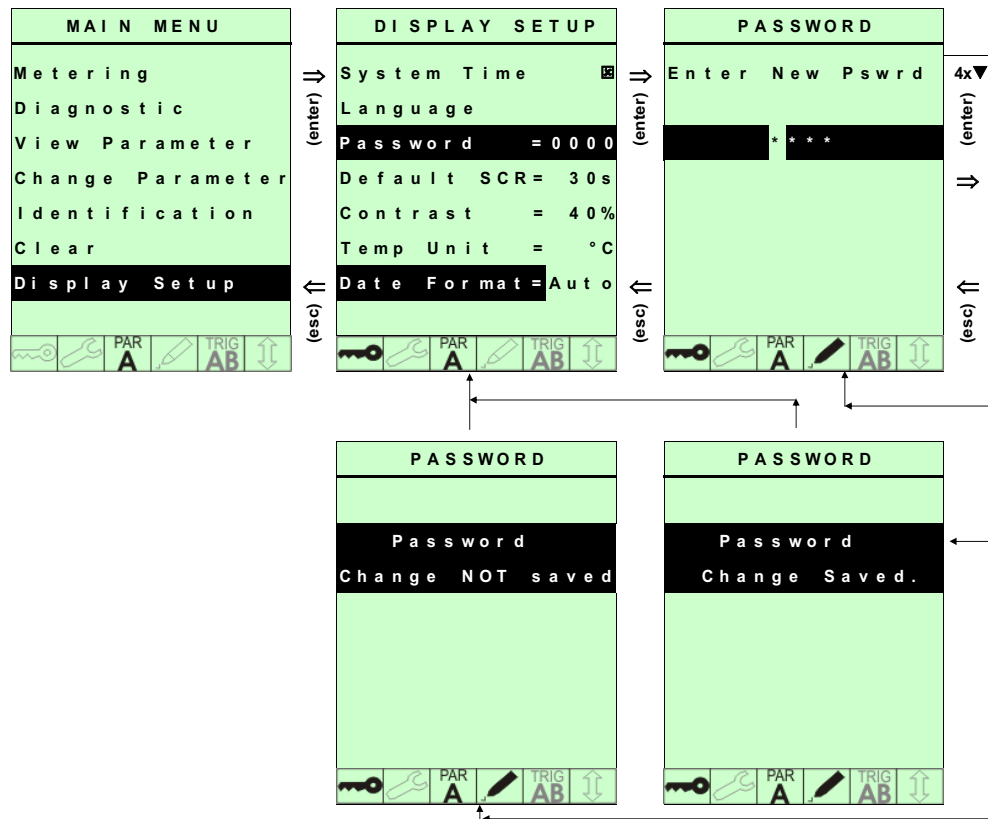 MAIN MENU
Metering
Diagnostic
View Parameter
Change Parameter
Identification
Clear
Display Setup
PAR
A
TRIG
AB
⇒
(enter)
⇐
(esc)
DISPLAY SETUP
System Time
Language
Password =0000
Default SCR= 30s
Contrast = 40%
Temp Unit = °C
Date Format=Auto
PAR
A
TRIG
AB
⇒
(enter)
⇐
(esc)
PASSWORD
Enter New Pswrd
****
PAR
A
TRIG
AB
4x▼
(enter)
⇒
⇐
(esc)
PASSWORD
Password
Change NOT saved
PAR
A
TRIG
AB
PASSWORD
Password
Change Saved.
PAR
A
TRIG
AB